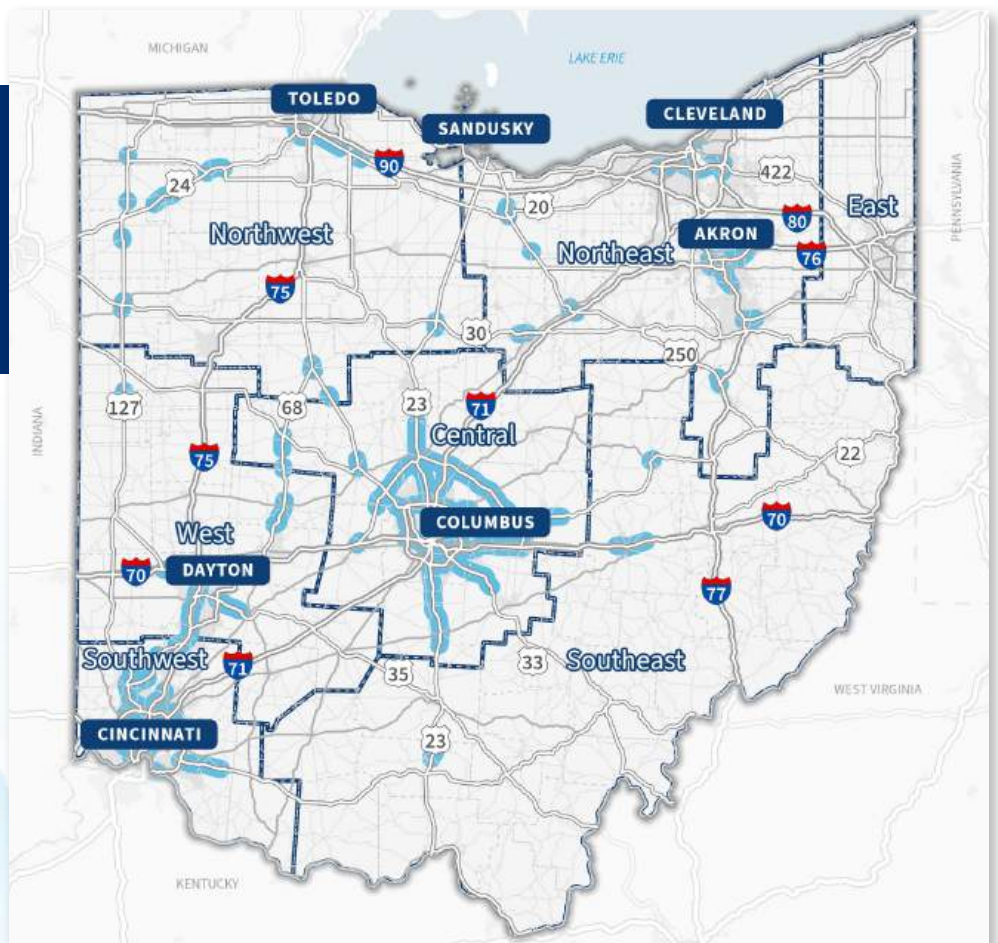 MICHIGAN
LAKE ERIE
TOLEDO
SANDUSKY
CLEVELAND
90
422
24
20
80
East
PENNSYLVANIA
Northwest
AKRON
Northeast
76
75
30
250
127
68
23
71
INDIANA
Central
75
22
West
COLUMBUS
70
70
DAYTON
77
Southwest
71
35
33
Southeast
WEST VIRGINIA
CINCINNATI
23
KENTUCKY